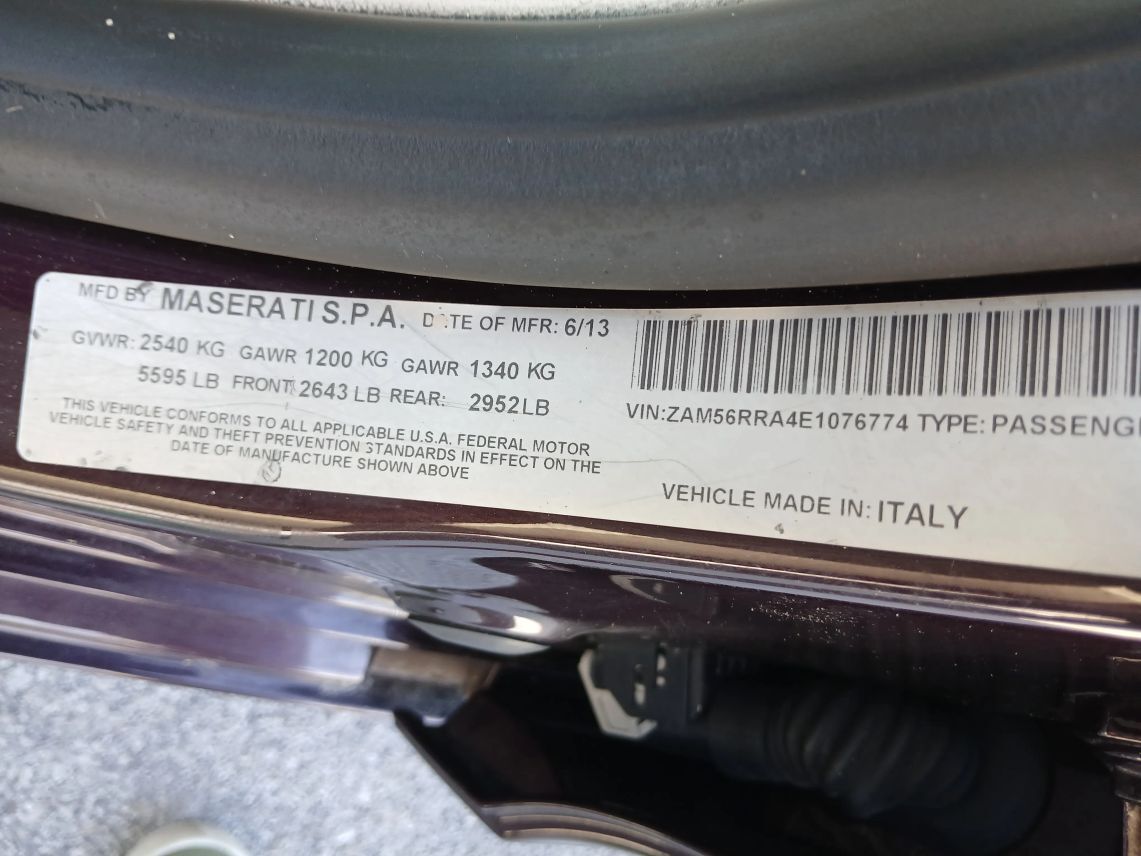 MFD BY MASERATI S.P.A. DATE OF MFR: 6/13
GVWR: 2540 KG GAWR 1200 KG GAWR 1340 KG
5595 LB FRONT: 2643 LB REAR: 2952LB
THIS VEHICLE CONFORMS TO ALL APPLICABLE U.S.A. FEDERAL MOTOR
VEHICLE SAFETY AND THEFT PREVENTION STANDARDS IN EFFECT ON THE
DATE OF MANUFACTURE SHOWN ABOVE
VIN:ZAM56RRA4E1076774 TYPE: PASSENGE
VEHICLE MADE IN: ITALY